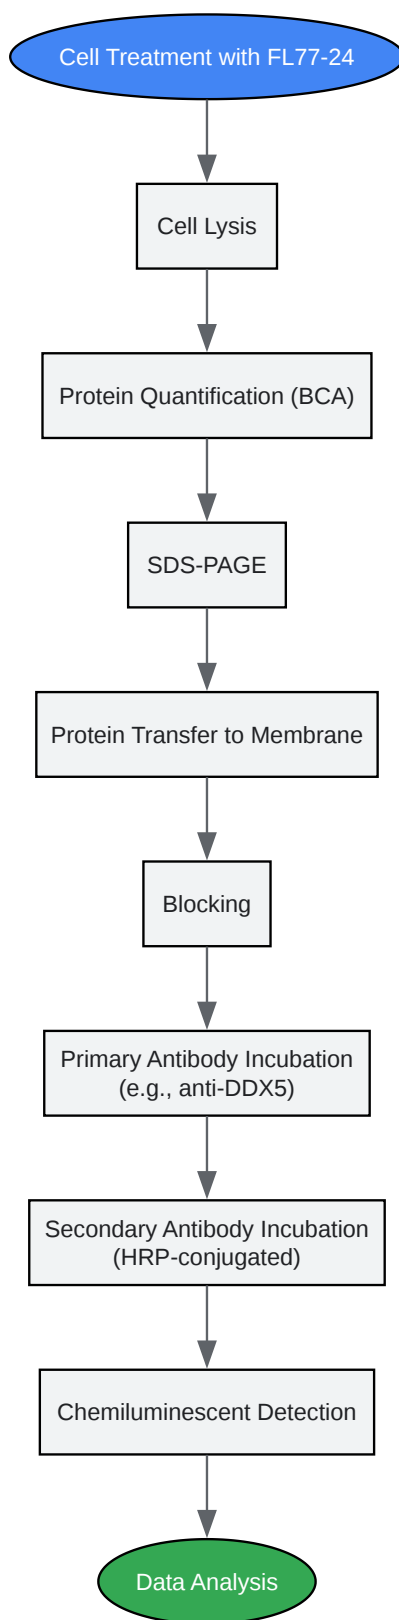 Cell Treatment with FL77-24
Cell Lysis
Protein Quantification (BCA)
SDS-PAGE
Protein Transfer to Membrane
Blocking
Primary Antibody Incubation
(e.g., anti-DDX5)
Secondary Antibody Incubation
(HRP-conjugated)
Chemiluminescent Detection
Data Analysis